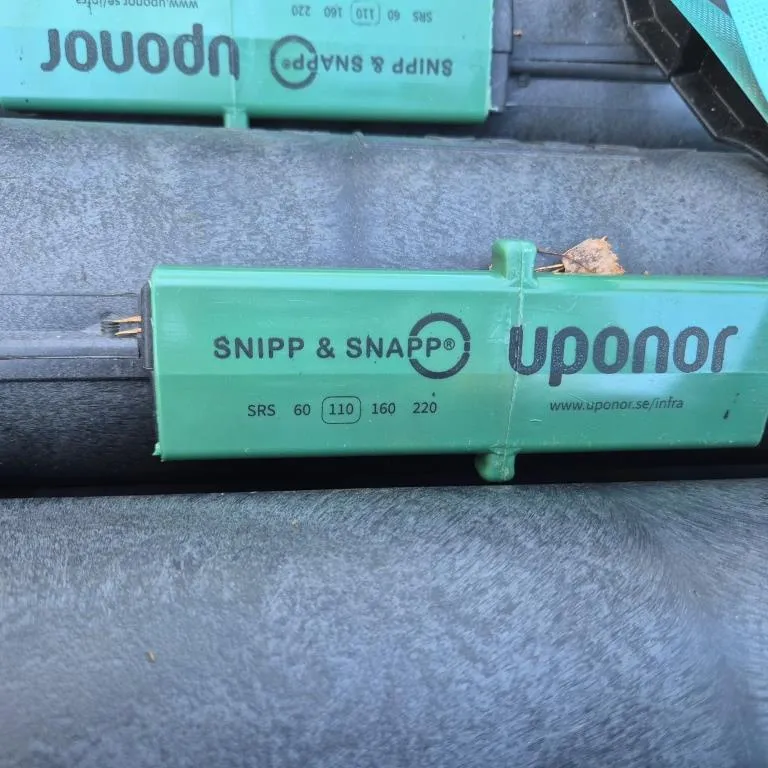 www.uponor.se/infra
SRS 60 110 160 220
uponor
SNIPP & SNAPP®
SNIPP & SNAPP®
uponor
SRS 60 110 160 220
www.uponor.se/infra